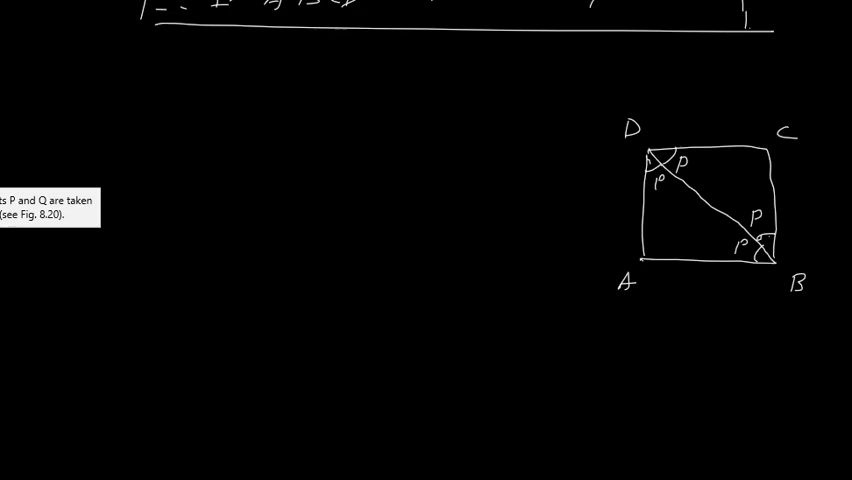 ts P and Q are taken
(see Fig. 8.20).
D C
P
P
P
P
A B